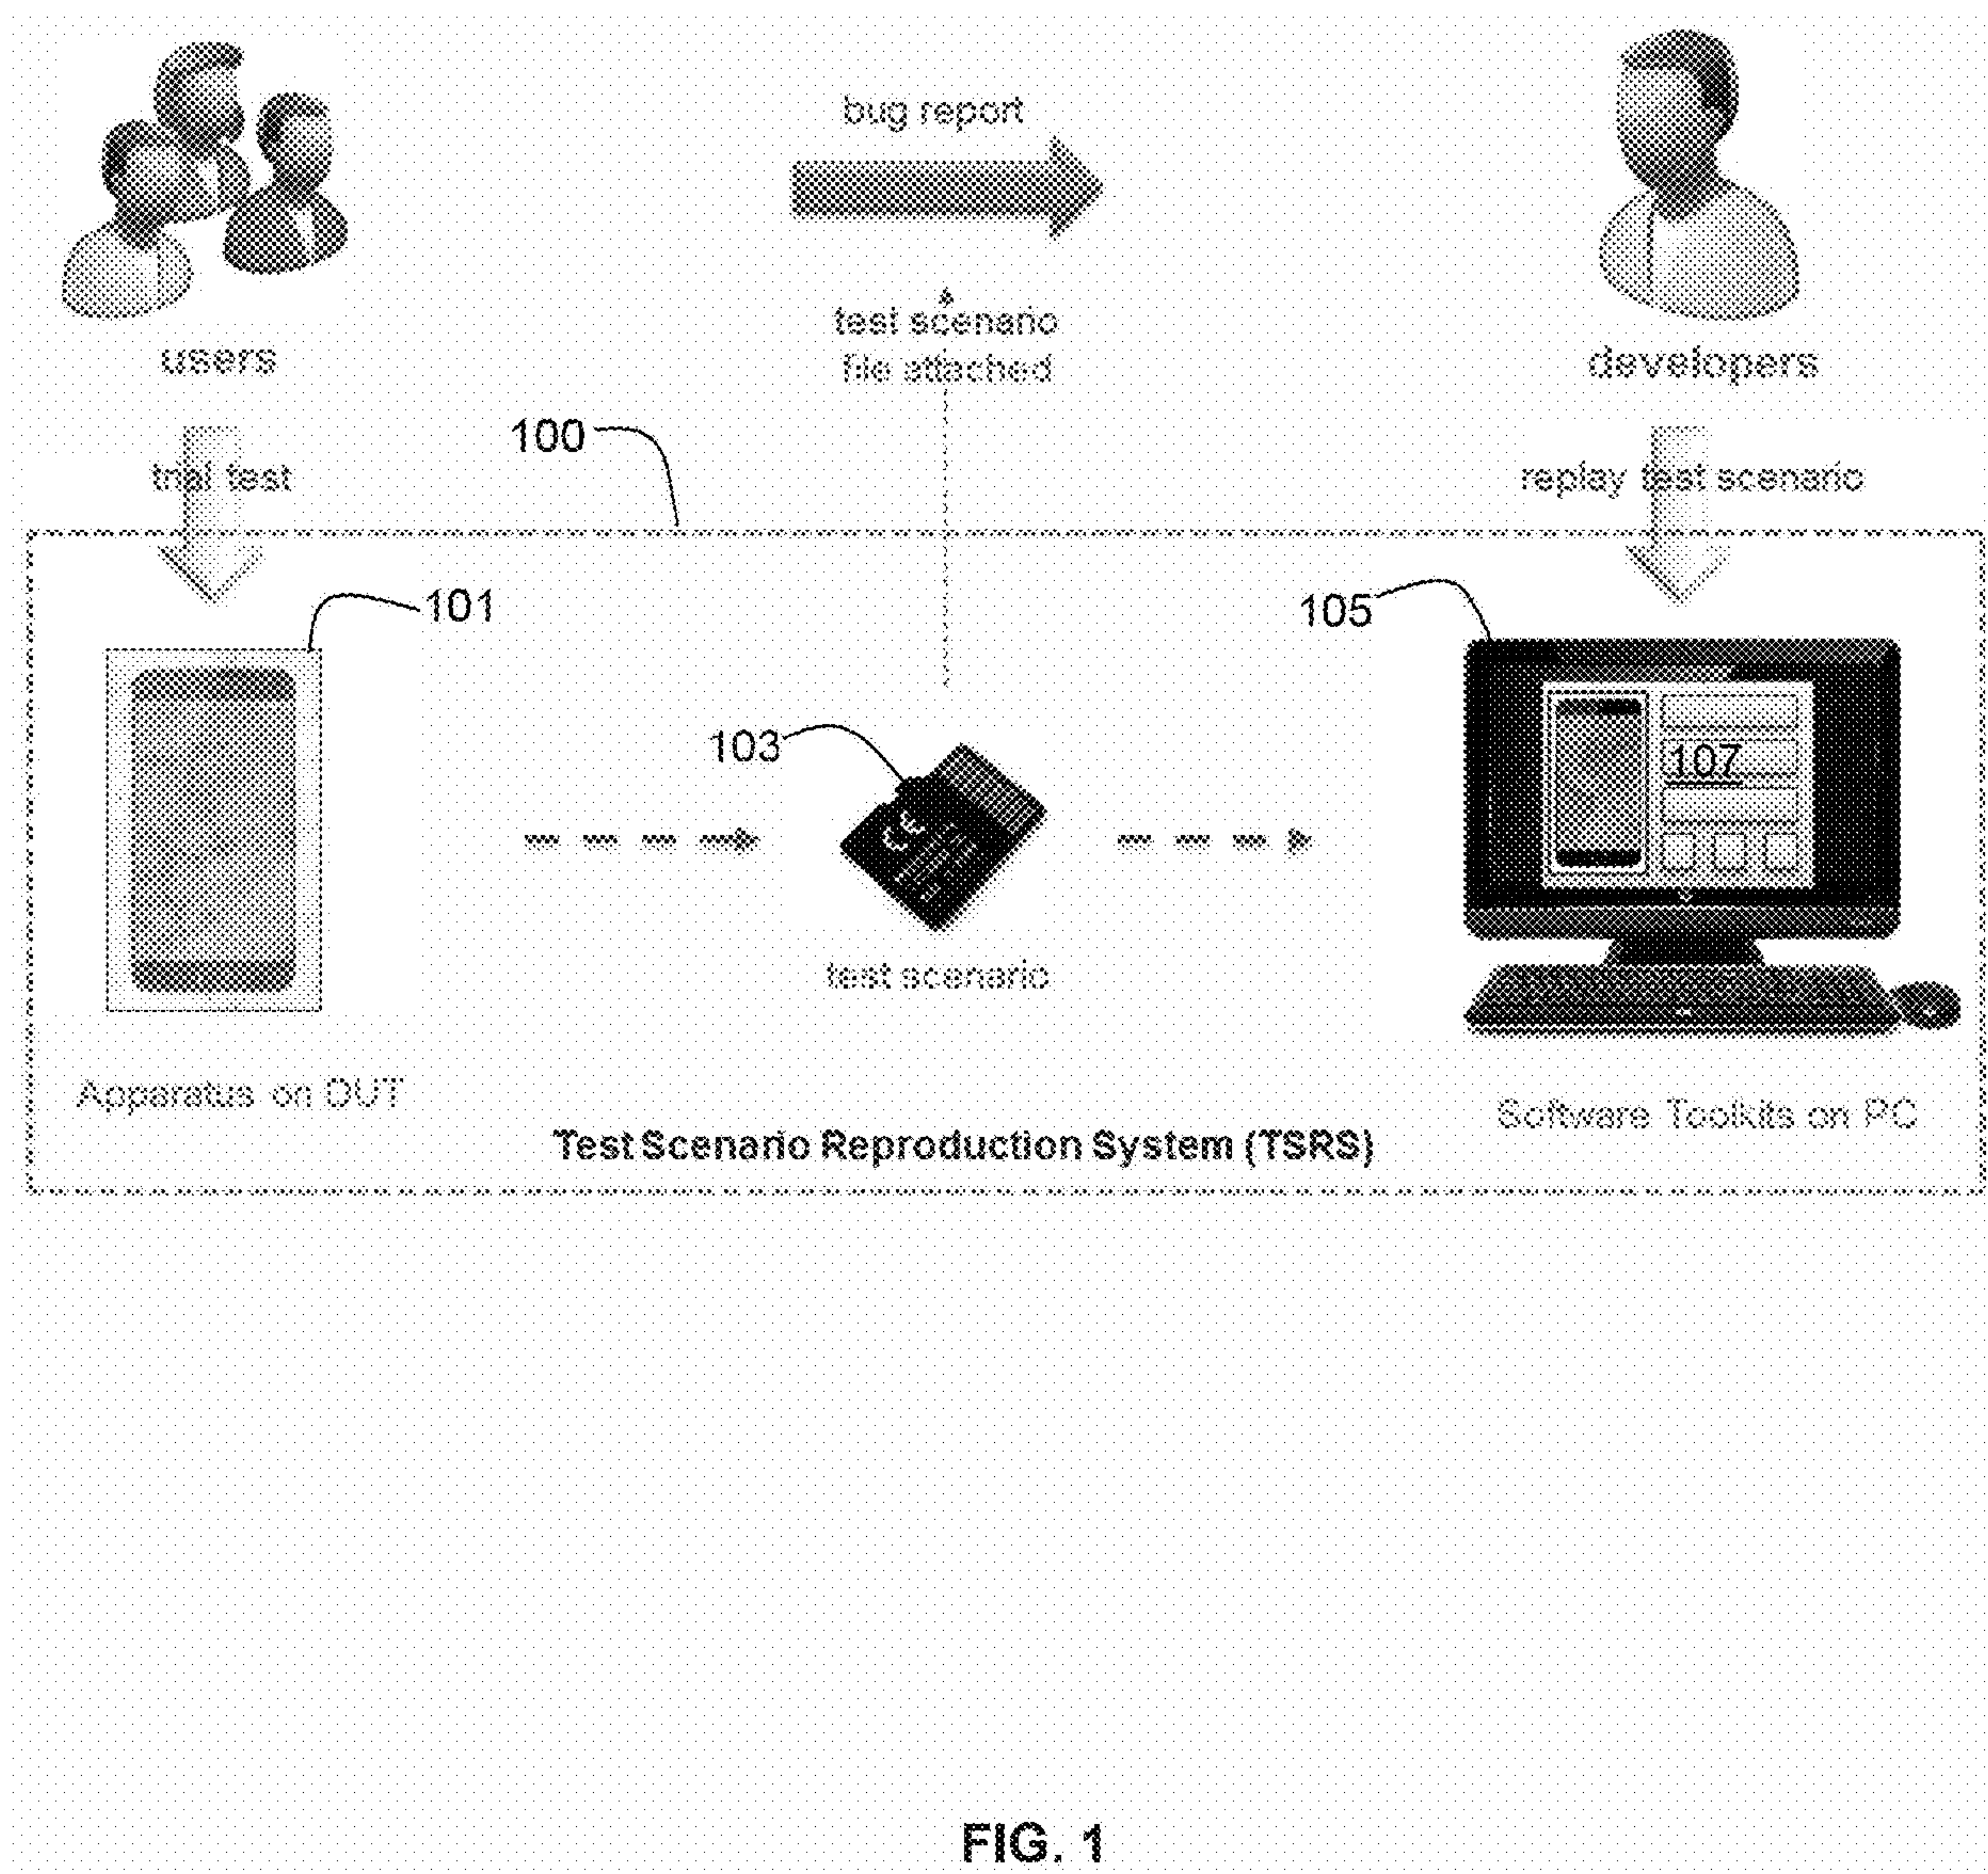 bug report
test scenario
file attached
users
developers
100
trial test
replay test scenario
101
105
103
107
test scenario
Apparatus on DUT
Software Toolkits on PC
Test Scenario Reproduction System (TSRS)
FIG. 1